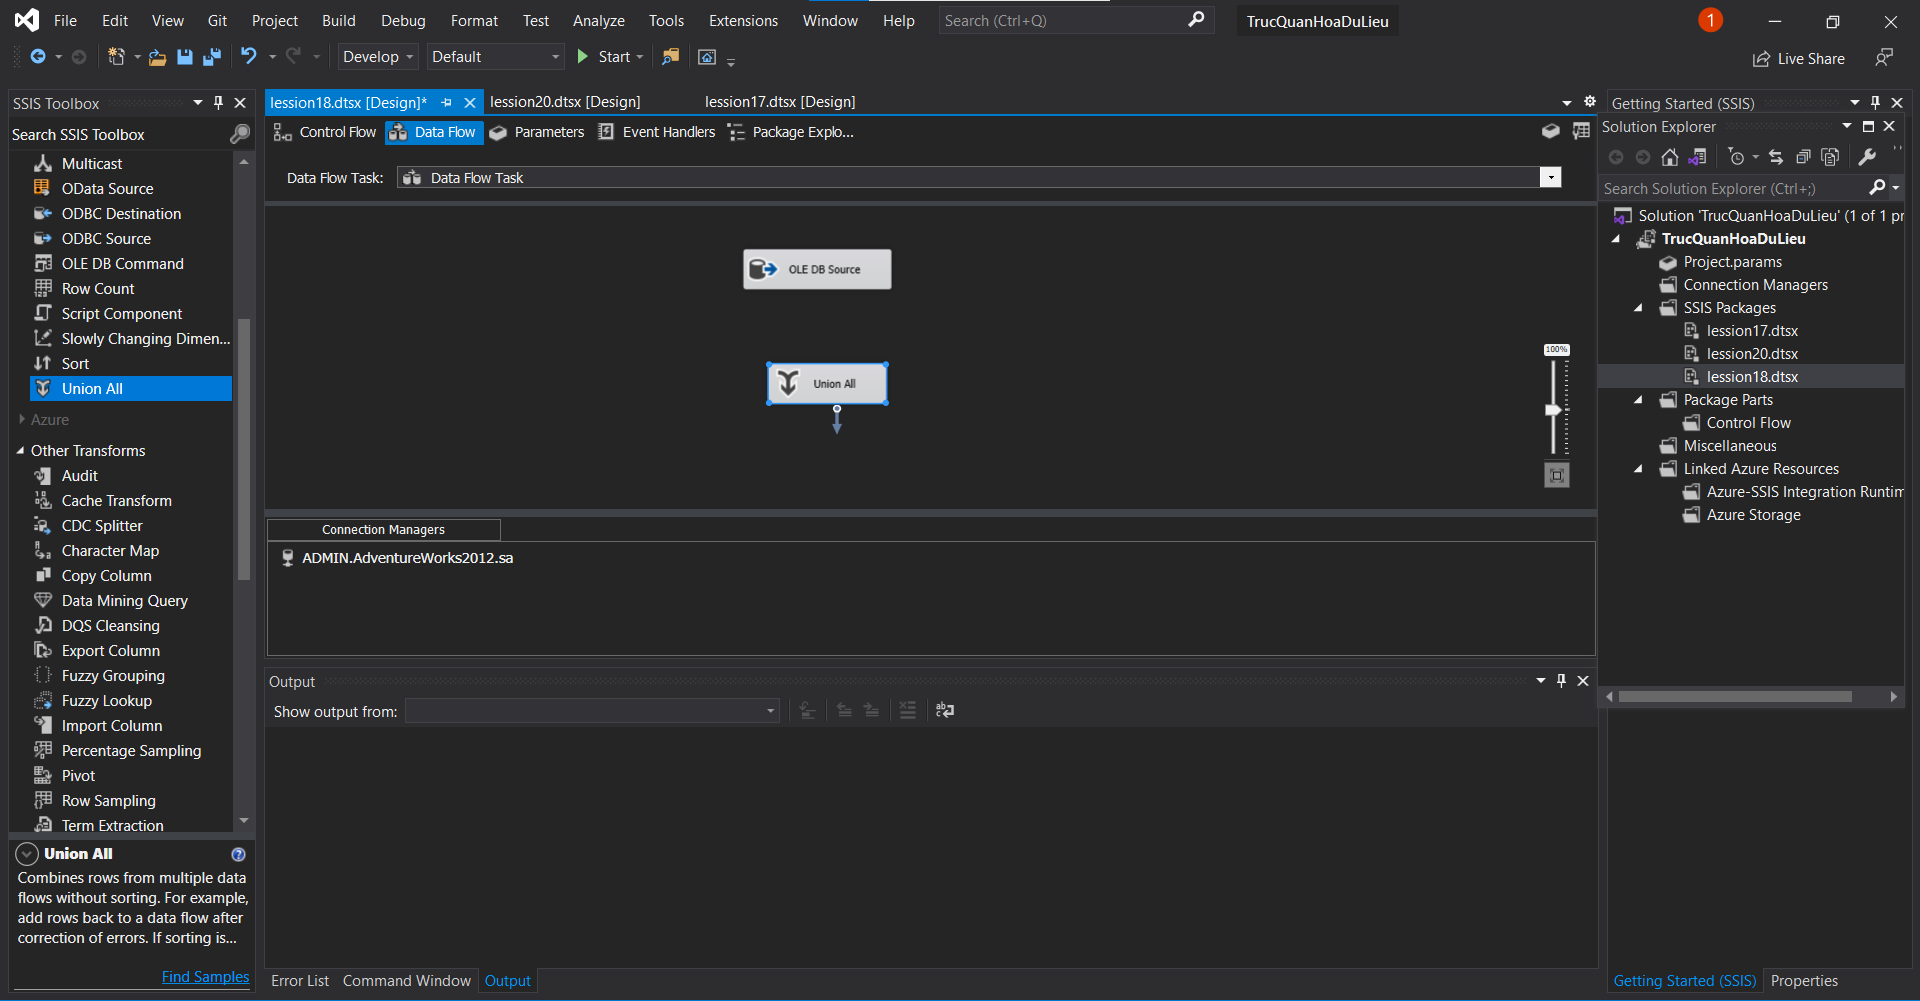 File Edit View Git Project Build Debug Format Test Analyze Tools Extensions Window Help Search (Ctrl+Q) TrucQuanHoaDuLieu 1
Develop Default Start Live Share
SSIS Toolbox
Search SSIS Toolbox
Multicast
OData Source
ODBC Destination
ODBC Source
OLE DB Command
Row Count
Script Component
Slowly Changing Dimen...
Sort
Union All
Azure
Other Transforms
Audit
Cache Transform
CDC Splitter
Character Map
Copy Column
Data Mining Query
DQS Cleansing
Export Column
Fuzzy Grouping
Fuzzy Lookup
Import Column
Percentage Sampling
Pivot
Row Sampling
Term Extraction
Union All
Combines rows from multiple data
flows without sorting. For example,
add rows back to a data flow after
correction of errors. If sorting is...
Find Samples
lession18.dtsx [Design]* lession20.dtsx [Design] lession17.dtsx [Design]
Control Flow Data Flow Parameters Event Handlers Package Explo...
Data Flow Task: Data Flow Task
OLE DB Source
Union All
100%
Connection Managers
ADMIN.AdventureWorks2012.sa
Output
Show output from:
Error List Command Window Output
Getting Started (SSIS)
Solution Explorer
Search Solution Explorer (Ctrl+;)
Solution 'TrucQuanHoaDuLieu' (1 of 1 pr
TrucQuanHoaDuLieu
Project.params
Connection Managers
SSIS Packages
lession17.dtsx
lession20.dtsx
lession18.dtsx
Package Parts
Control Flow
Miscellaneous
Linked Azure Resources
Azure-SSIS Integration Runtim
Azure Storage
Getting Started (SSIS) Properties